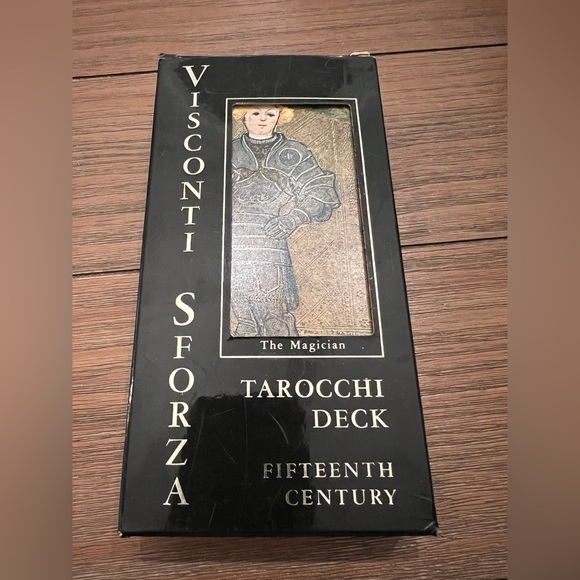 VISCONTI SFORZA
The Magician
TAROCCHI
DECK
FIFTEENTH
CENTURY